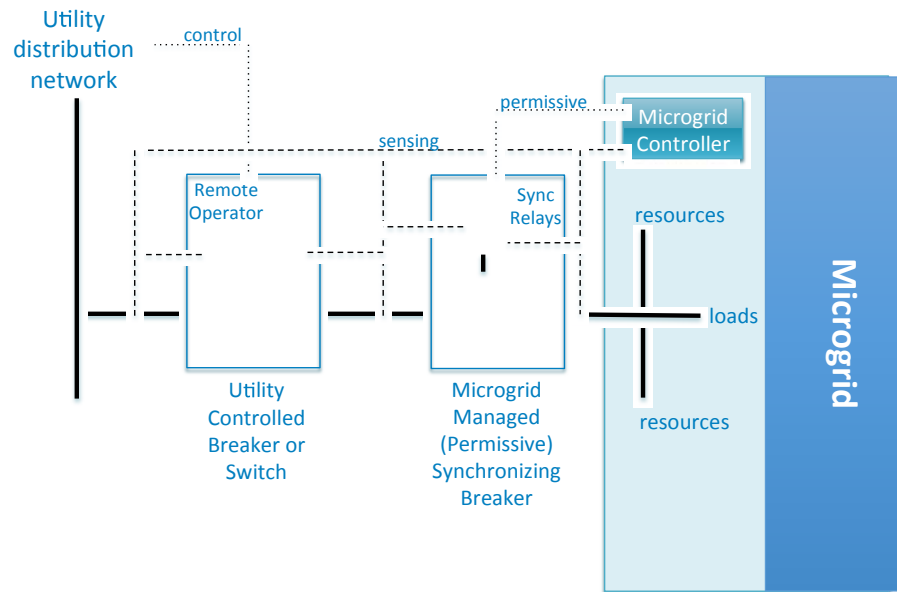 Utility
distribution
network
control
permissive
sensing
Microgrid
Controller
Remote
Operator
Sync
Relays
resources
loads
resources
Microgrid
Utility
Controlled
Breaker or
Switch
Microgrid
Managed
(Permissive)
Synchronizing
Breaker